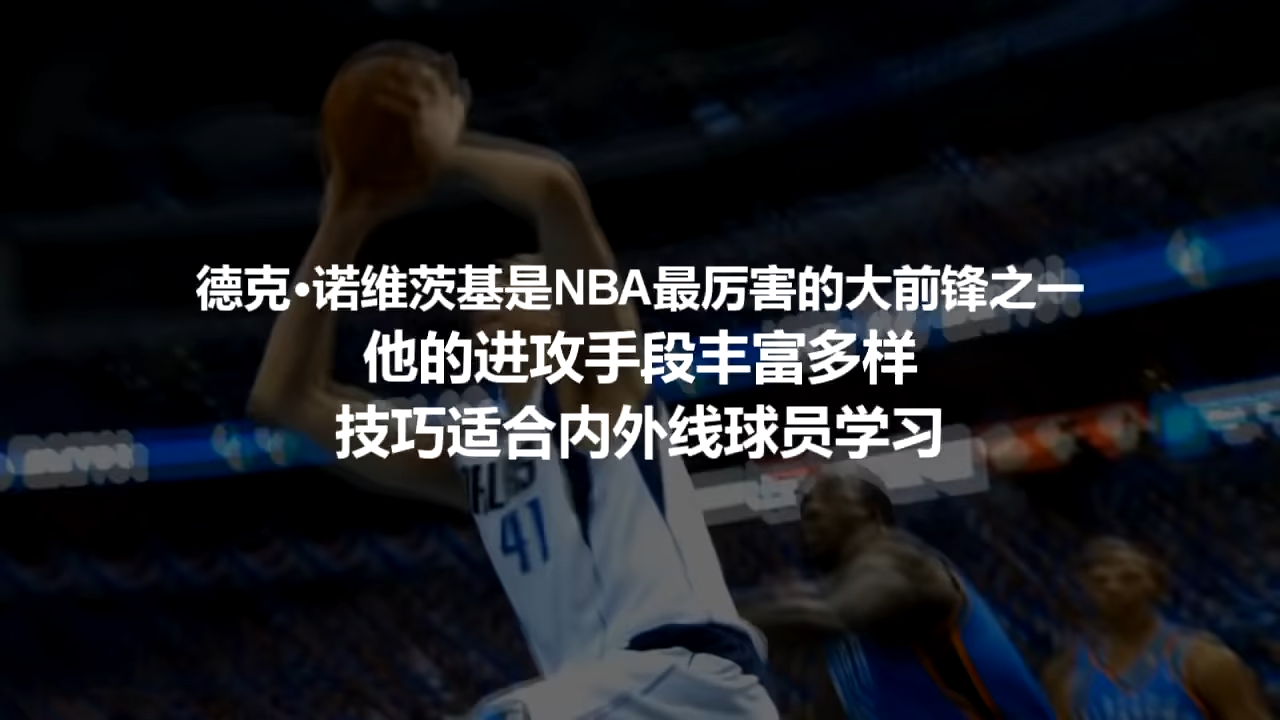 德克·诺维茨基是NBA最厉害的大前锋之一
他的进攻手段丰富多样
技巧适合内外线球员学习
41